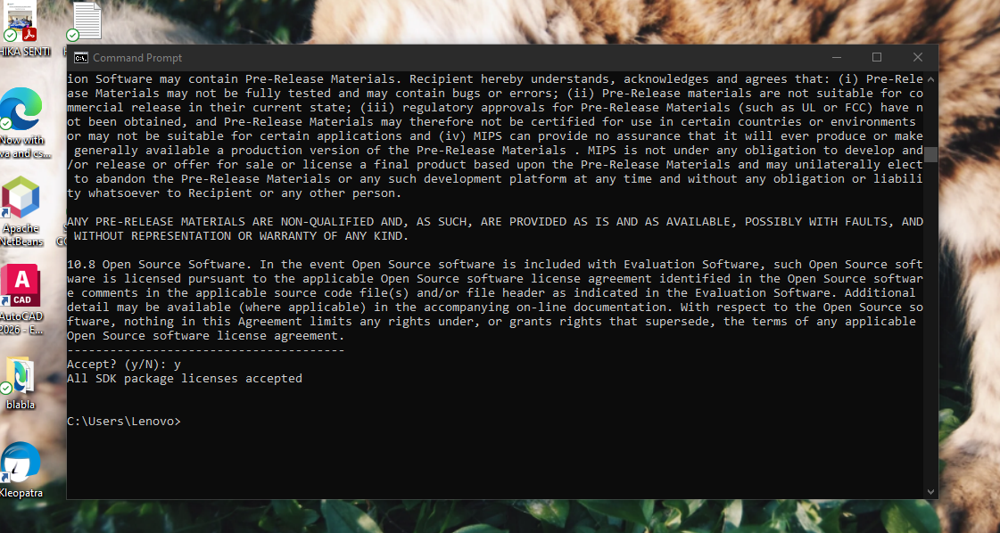 HIKA SENTI
H
Now with
va and cs...
Apache
NetBeans
S
CO
A
CAD
AutoCAD
2026 - E...
blabla
Kleopatra
Command Prompt
ion Software may contain Pre-Release Materials. Recipient hereby understands, acknowledges and agrees that: (i) Pre-Rele
ase Materials may not be fully tested and may contain bugs or errors; (ii) Pre-Release materials are not suitable for co
mmercial release in their current state; (iii) regulatory approvals for Pre-Release Materials (such as UL or FCC) have n
ot been obtained, and Pre-Release Materials may therefore not be certified for use in certain countries or environments
or may not be suitable for certain applications and (iv) MIPS can provide no assurance that it will ever produce or make
 generally available a production version of the Pre-Release Materials . MIPS is not under any obligation to develop and
/or release or offer for sale or license a final product based upon the Pre-Release Materials and may unilaterally elect
 to abandon the Pre-Release Materials or any such development platform at any time and without any obligation or liabili
ty whatsoever to Recipient or any other person.
ANY PRE-RELEASE MATERIALS ARE NON-QUALIFIED AND, AS SUCH, ARE PROVIDED AS IS AND AS AVAILABLE, POSSIBLY WITH FAULTS, AND
 WITHOUT REPRESENTATION OR WARRANTY OF ANY KIND.
10.8 Open Source Software. In the event Open Source software is included with Evaluation Software, such Open Source soft
ware is licensed pursuant to the applicable Open Source software license agreement identified in the Open Source softwar
e comments in the applicable source code file(s) and/or file header as indicated in the Evaluation Software. Additional
detail may be available (where applicable) in the accompanying on-line documentation. With respect to the Open Source so
ftware, nothing in this Agreement limits any rights under, or grants rights that supersede, the terms of any applicable
Open Source software license agreement.
---------------------------------------
Accept? (y/N): y
All SDK package licenses accepted
C:\Users\Lenovo>